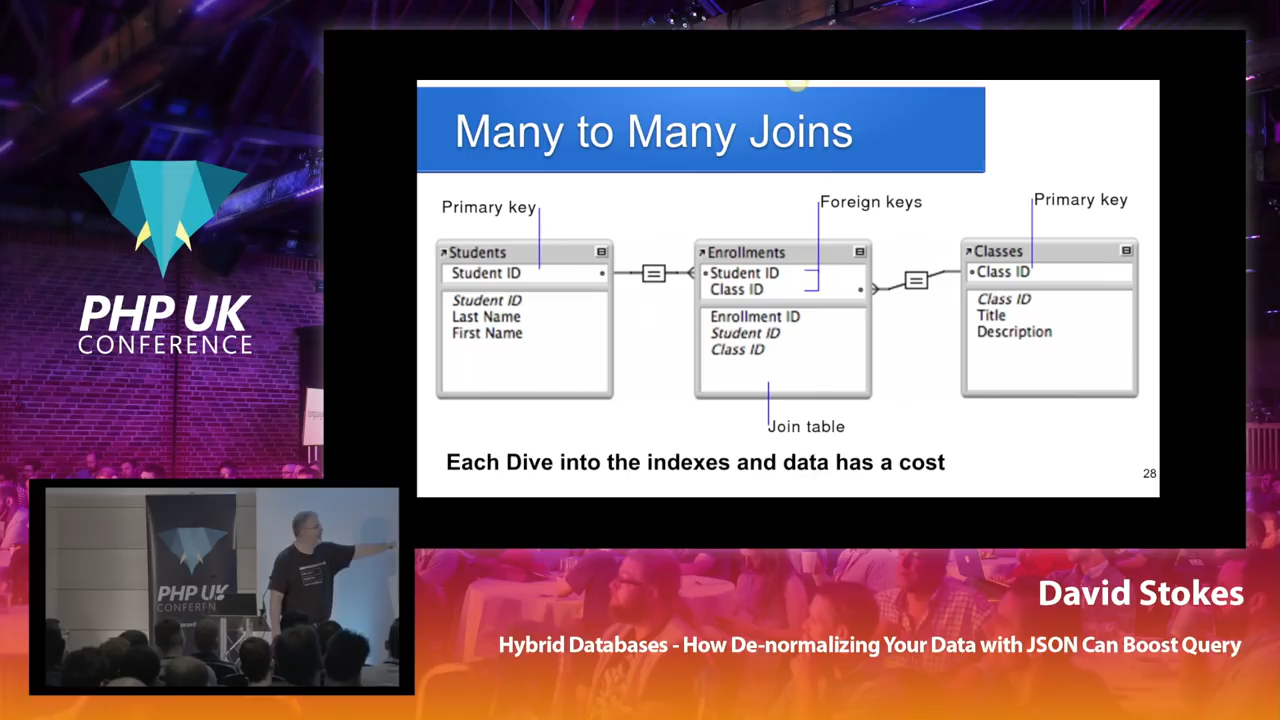 Many to Many Joins
Primary key
Foreign keys
Primary key
Students
Student ID
Student ID
Last Name
First Name
Enrollments
Student ID
Class ID
Enrollment ID
Student ID
Class ID
Classes
Class ID
Class ID
Title
Description
Join table
Each Dive into the indexes and data has a cost
28
PHP UK
CONFERENCE
PHP UK
CONFEREN
David Stokes
Hybrid Databases - How De-normalizing Your Data with JSON Can Boost Query